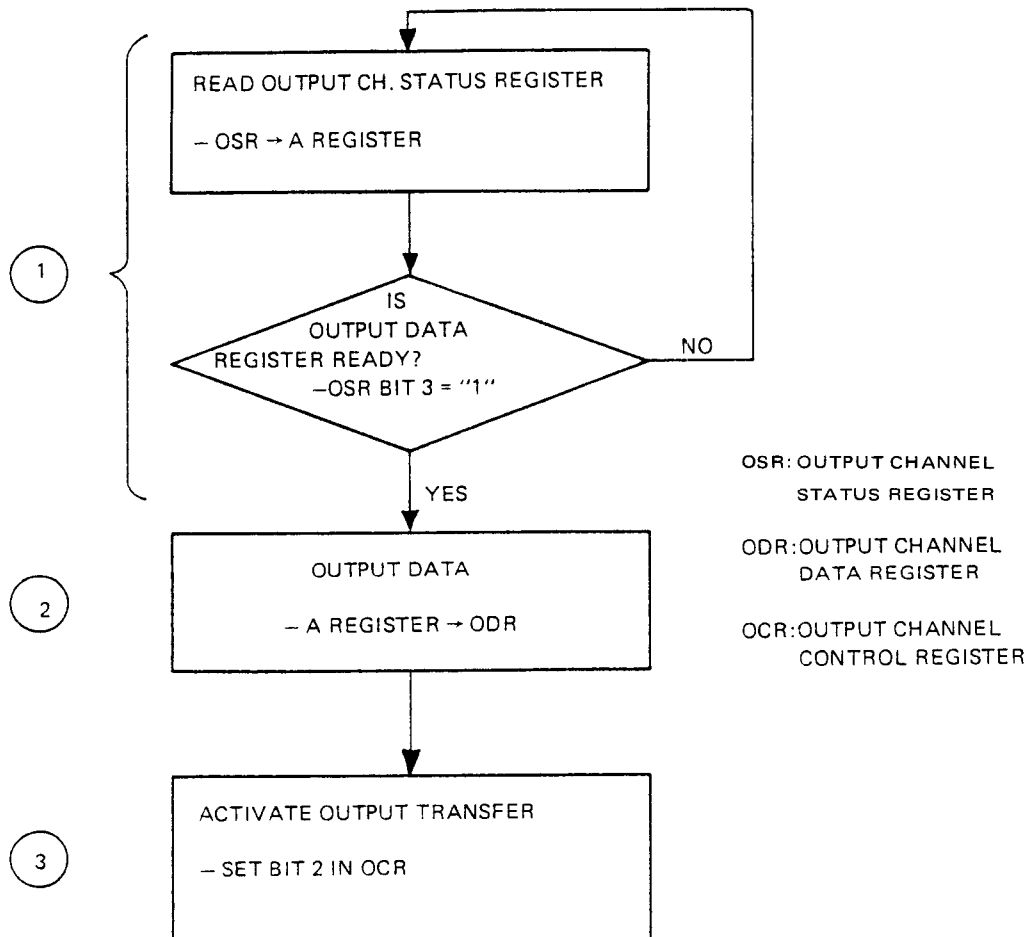 READ OUTPUT CH. STATUS REGISTER
– OSR → A REGISTER
1
IS
OUTPUT DATA
REGISTER READY?
–OSR BIT 3 = "1"
NO
YES
OSR: OUTPUT CHANNEL
STATUS REGISTER
ODR:OUTPUT CHANNEL
DATA REGISTER
OCR:OUTPUT CHANNEL
CONTROL REGISTER
2
OUTPUT DATA
– A REGISTER → ODR
3
ACTIVATE OUTPUT TRANSFER
– SET BIT 2 IN OCR